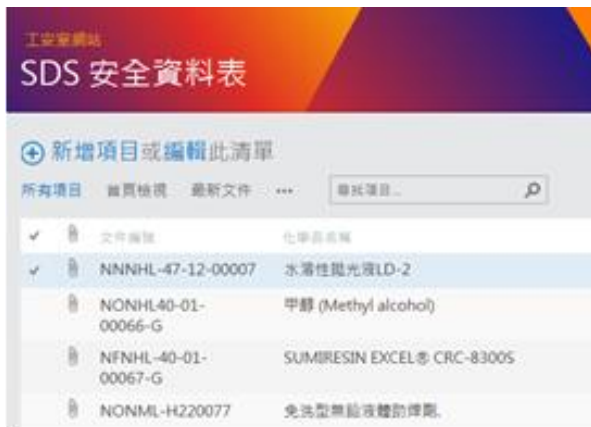 工安室網站
SDS 安全資料表
新增項目或編輯此清單
所有項目 首頁檢視 最新文件 ••• 尋找項目...
文件編號 化學品名稱
NNNHL-47-12-00007 水溶性拋光液LD-2
NONHL40-01- 甲醇 (Methyl alcohol)
00066-G
NFNHL-40-01- SUMIRESIN EXCEL® CRC-8300S
00067-G
NONML-H220077 免洗型無鉛液體助焊劑.